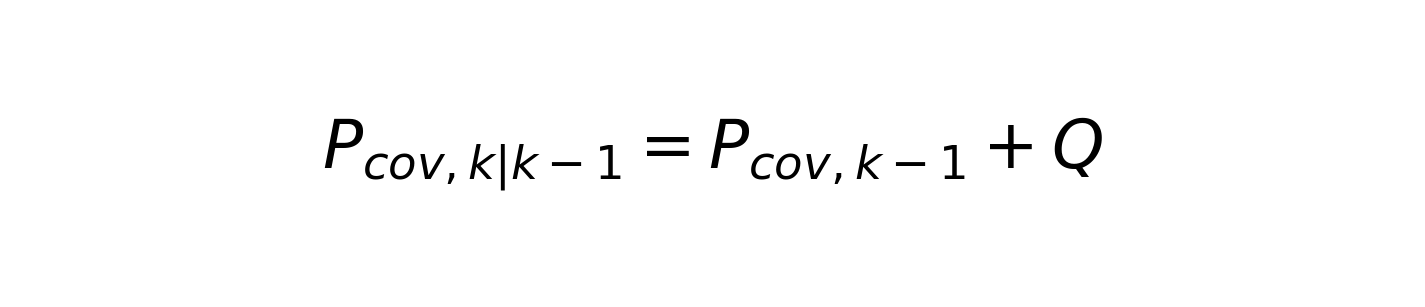 $P_{cov,k|k-1} = P_{cov,k-1} + Q$